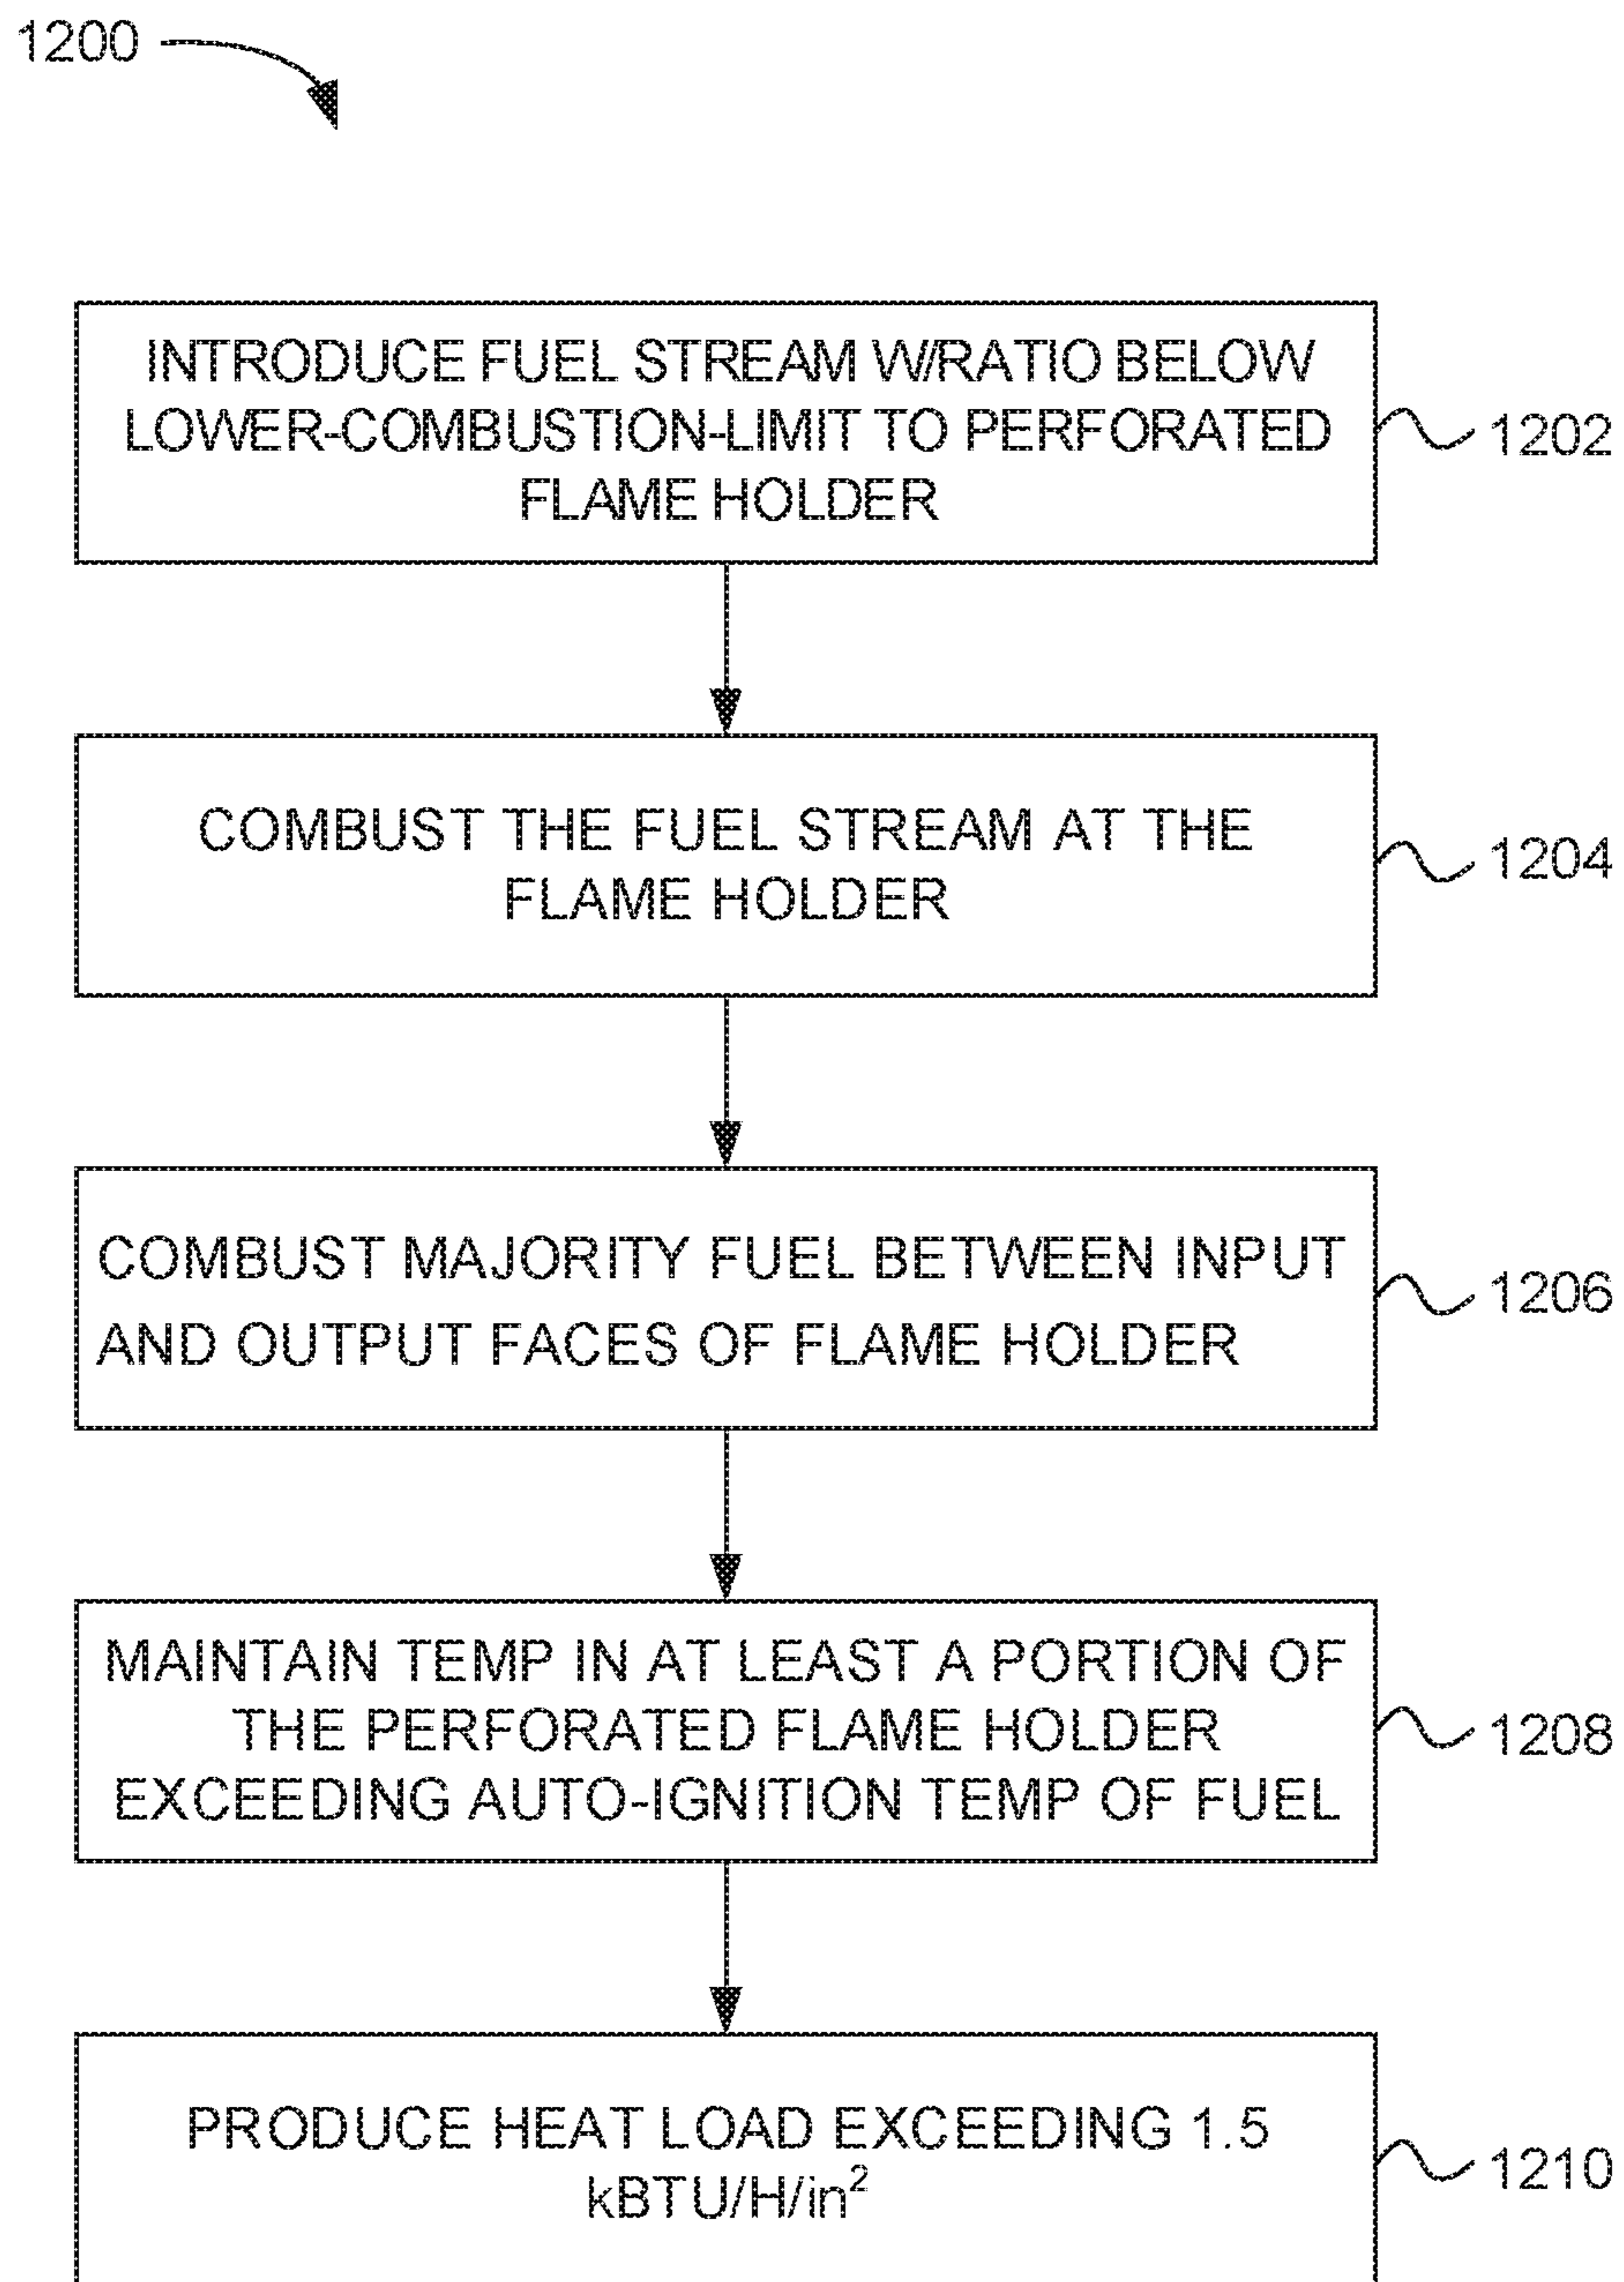 1200
INTRODUCE FUEL STREAM W/RATIO BELOW
LOWER-COMBUSTION-LIMIT TO PERFORATED
FLAME HOLDER
1202
COMBUST THE FUEL STREAM AT THE
FLAME HOLDER
1204
COMBUST MAJORITY FUEL BETWEEN INPUT
AND OUTPUT FACES OF FLAME HOLDER
1206
MAINTAIN TEMP IN AT LEAST A PORTION OF
THE PERFORATED FLAME HOLDER
EXCEEDING AUTO-IGNITION TEMP OF FUEL
1208
PRODUCE HEAT LOAD EXCEEDING 1.5
kBTU/H/in²
1210